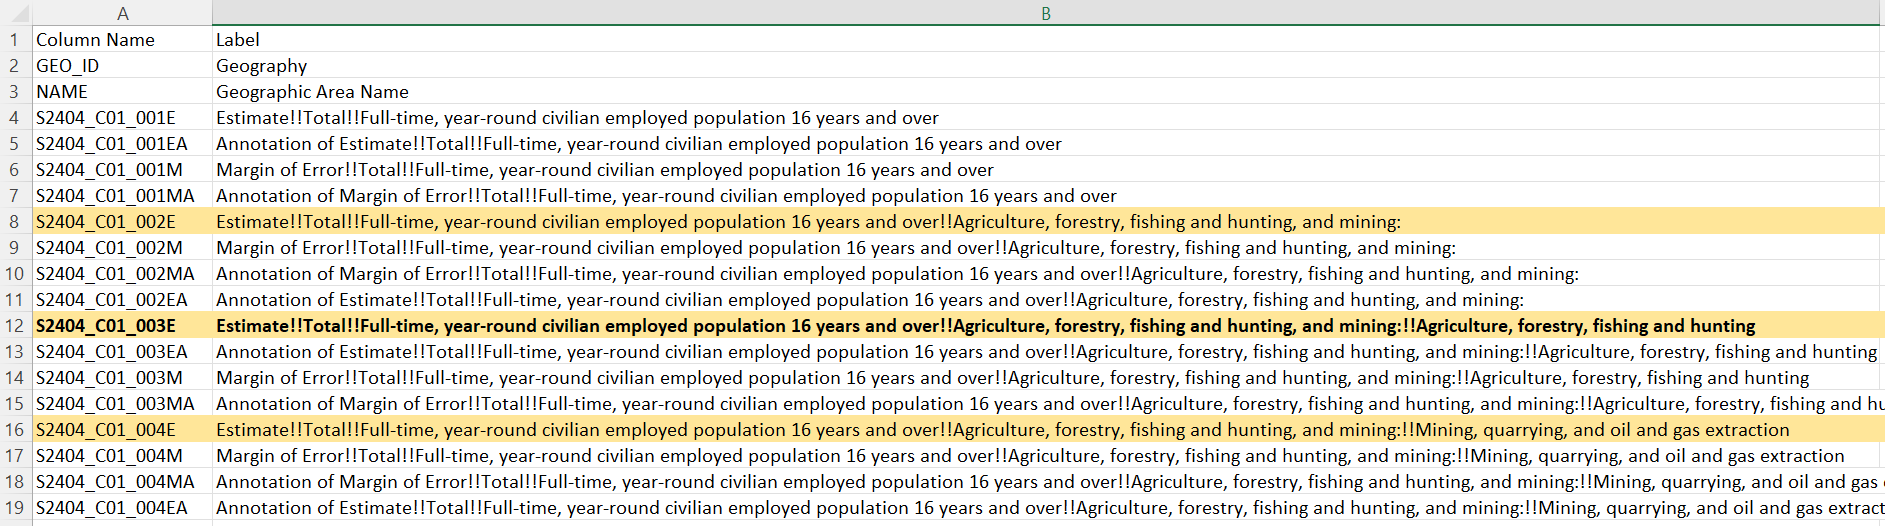 A B
1 Column Name Label
2 GEO_ID Geography
3 NAME Geographic Area Name
4 S2404_C01_001E Estimate!!Total!!Full-time, year-round civilian employed population 16 years and over
5 S2404_C01_001EA Annotation of Estimate!!Total!!Full-time, year-round civilian employed population 16 years and over
6 S2404_C01_001M Margin of Error!!Total!!Full-time, year-round civilian employed population 16 years and over
7 S2404_C01_001MA Annotation of Margin of Error!!Total!!Full-time, year-round civilian employed population 16 years and over
8 S2404_C01_002E Estimate!!Total!!Full-time, year-round civilian employed population 16 years and over!!Agriculture, forestry, fishing and hunting, and mining:
9 S2404_C01_002M Margin of Error!!Total!!Full-time, year-round civilian employed population 16 years and over!!Agriculture, forestry, fishing and hunting, and mining:
10 S2404_C01_002MA Annotation of Margin of Error!!Total!!Full-time, year-round civilian employed population 16 years and over!!Agriculture, forestry, fishing and hunting, and mining:
11 S2404_C01_002EA Annotation of Estimate!!Total!!Full-time, year-round civilian employed population 16 years and over!!Agriculture, forestry, fishing and hunting, and mining:
12 S2404_C01_003E Estimate!!Total!!Full-time, year-round civilian employed population 16 years and over!!Agriculture, forestry, fishing and hunting, and mining:!!Agriculture, forestry, fishing and hunting
13 S2404_C01_003EA Annotation of Estimate!!Total!!Full-time, year-round civilian employed population 16 years and over!!Agriculture, forestry, fishing and hunting, and mining:!!Agriculture, forestry, fishing and hunting
14 S2404_C01_003M Margin of Error!!Total!!Full-time, year-round civilian employed population 16 years and over!!Agriculture, forestry, fishing and hunting, and mining:!!Agriculture, forestry, fishing and hunting
15 S2404_C01_003MA Annotation of Margin of Error!!Total!!Full-time, year-round civilian employed population 16 years and over!!Agriculture, forestry, fishing and hunting, and mining:!!Agriculture, forestry, fishing and hu
16 S2404_C01_004E Estimate!!Total!!Full-time, year-round civilian employed population 16 years and over!!Agriculture, forestry, fishing and hunting, and mining:!!Mining, quarrying, and oil and gas extraction
17 S2404_C01_004M Margin of Error!!Total!!Full-time, year-round civilian employed population 16 years and over!!Agriculture, forestry, fishing and hunting, and mining:!!Mining, quarrying, and oil and gas extraction
18 S2404_C01_004MA Annotation of Margin of Error!!Total!!Full-time, year-round civilian employed population 16 years and over!!Agriculture, forestry, fishing and hunting, and mining:!!Mining, quarrying, and oil and gas
19 S2404_C01_004EA Annotation of Estimate!!Total!!Full-time, year-round civilian employed population 16 years and over!!Agriculture, forestry, fishing and hunting, and mining:!!Mining, quarrying, and oil and gas extract